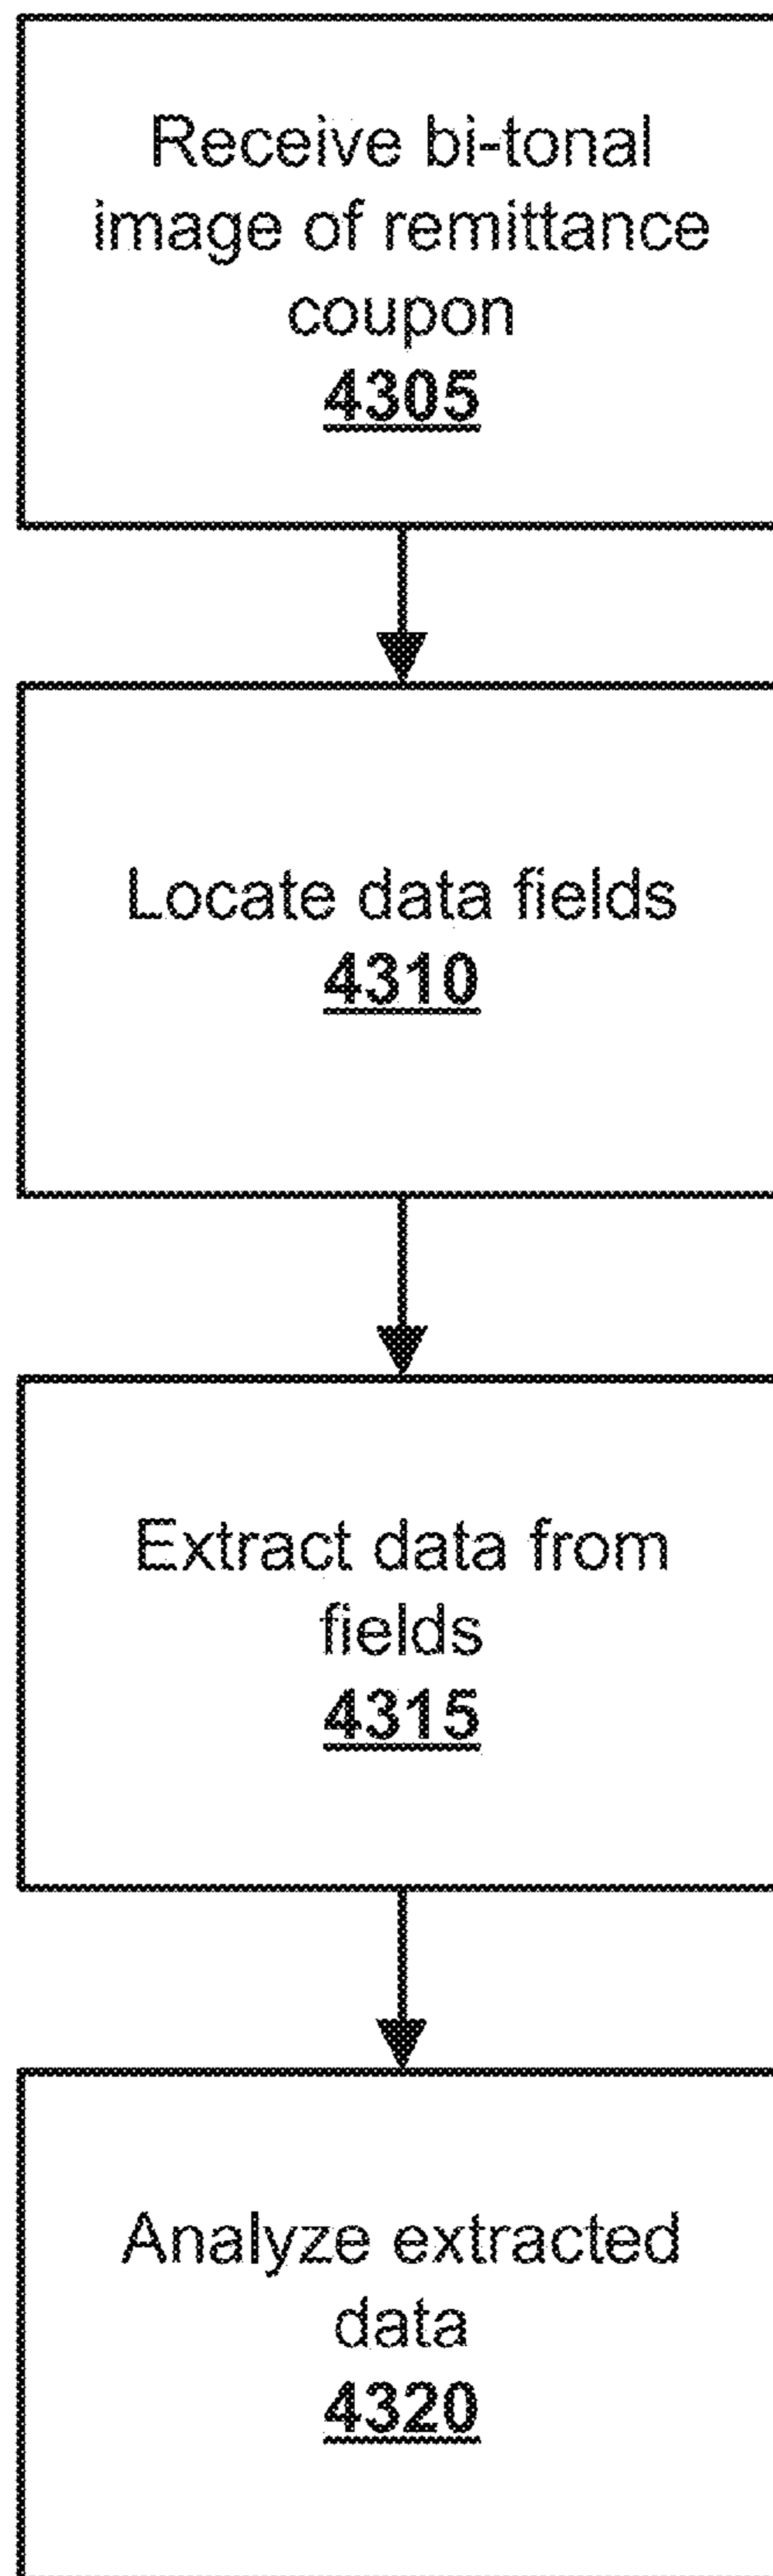 Receive bi-tonal
image of remittance
coupon
4305
Locate data fields
4310
Extract data from
fields
4315
Analyze extracted
data
4320